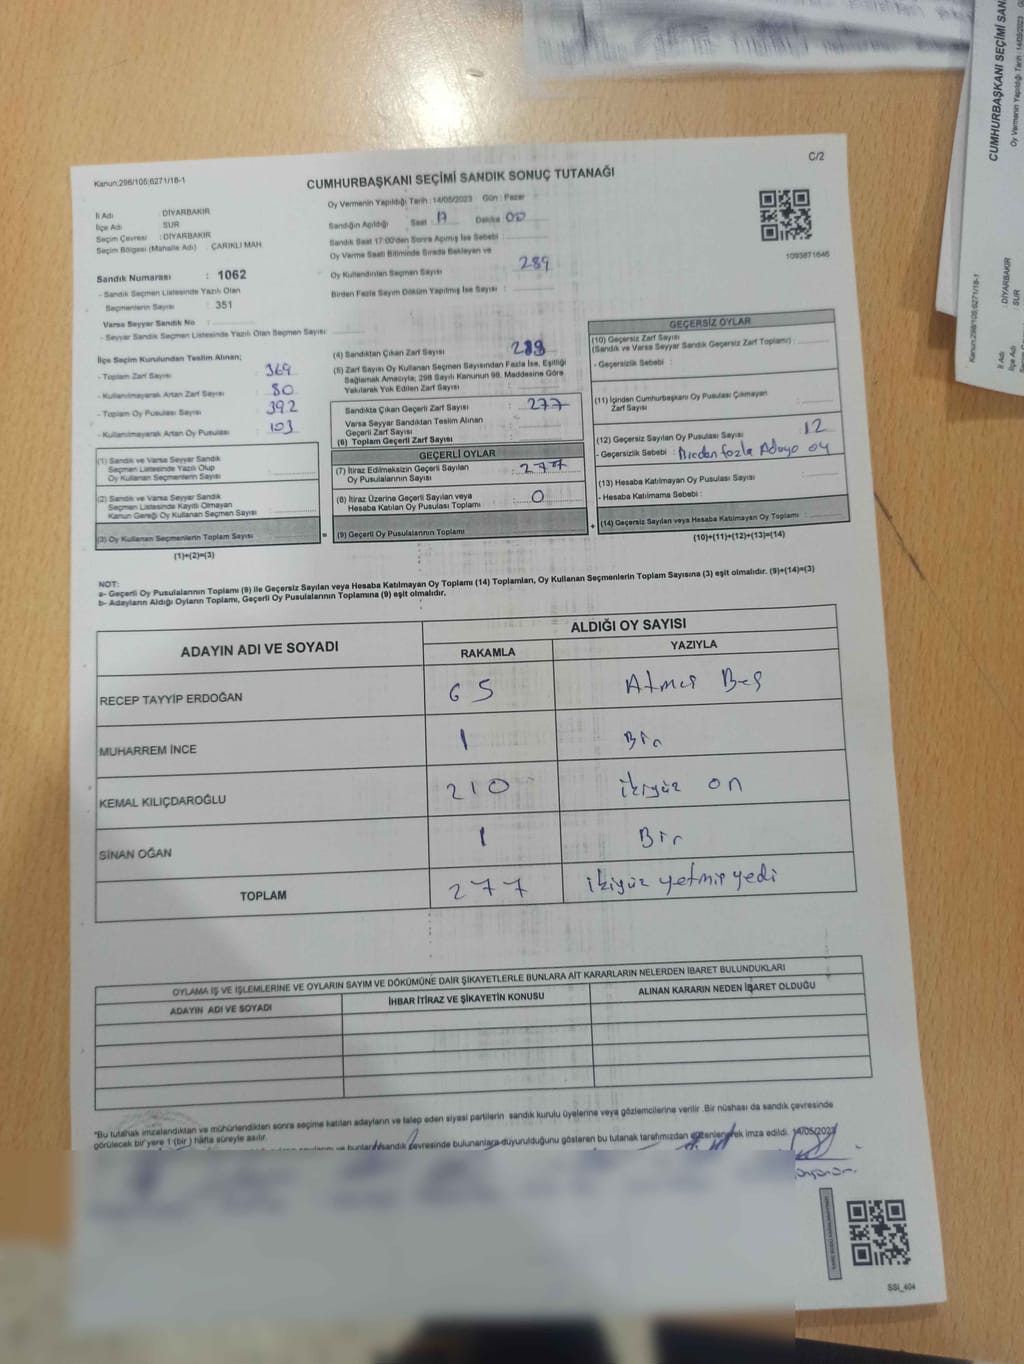 Kanun;298/105;6271/18-1
C/2
CUMHURBAŞKANI SEÇİMİ SANDIK SONUÇ TUTANAĞI
İl Adı : DİYARBAKIR
İlçe Adı : SUR
Seçim Çevresi : DİYARBAKIR
Seçim Bölgesi (Mahalle Adı) : ÇARIKLI MAH.
Sandık Numarası : 1062
- Sandık Seçmen Listesinde Yazılı Olan
Seçmenlerin Sayısı : 351
Varsa Seyyar Sandık No :
- Seyyar Sandık Seçmen Listesinde Yazılı Olan Seçmen Sayısı
Oy Vermenin Yapıldığı Tarih : 14/05/2023 Gün : Pazar
Sandığın Açıldığı Saat : 17 Dakika 00
Sandık Saat 17:00'den Sonra Açılmış İse Sebebi :
Oy Verme Saati Bitiminde Sırada Bekleyen ve
Oy Kullandırılan Seçmen Sayısı : 289
Birden Fazla Sayım Döküm Yapılmış İse Sayısı :
1093871646
İlçe Seçim Kurulundan Teslim Alınan;
- Toplam Zarf Sayısı : 369
- Kullanılmayarak Artan Zarf Sayısı : 80
- Toplam Oy Pusulası Sayısı : 392
- Kullanılmayarak Artan Oy Pusulası : 103
(1) Sandık ve Varsa Seyyar Sandık
Seçmen Listesinde Yazılı Olup
Oy Kullanan Seçmenlerin Sayısı :
(2) Sandık ve Varsa Seyyar Sandık
Seçmen Listesinde Kayıtlı Olmayan
Kanun Gereği Oy Kullanan Seçmen Sayısı :
(3) Oy Kullanan Seçmenlerin Toplam Sayısı
(1)+(2)=(3)
=
(4) Sandıktan Çıkan Zarf Sayısı : 289
(5) Zarf Sayısı Oy Kullanan Seçmen Sayısından Fazla İse, Eşitliği
Sağlamak Amacıyla; 298 Sayılı Kanunun 98. Maddesine Göre
Yakılarak Yok Edilen Zarf Sayısı :
Sandıkta Çıkan Geçerli Zarf Sayısı : 277
Varsa Seyyar Sandıktan Teslim Alınan
Geçerli Zarf Sayısı :
(6) Toplam Geçerli Zarf Sayısı :
GEÇERLİ OYLAR
(7) İtiraz Edilmeksizin Geçerli Sayılan
Oy Pusulalarının Sayısı : 277
(8) İtiraz Üzerine Geçerli Sayılan veya
Hesaba Katılan Oy Pusulası Toplamı : 0
(9) Geçerli Oy Pusulalarının Toplamı
+
GEÇERSİZ OYLAR
(10) Geçersiz Zarf Sayısı
(Sandık ve Varsa Seyyar Sandık Geçersiz Zarf Toplamı) :
- Geçersizlik Sebebi :
(11) İçinden Cumhurbaşkanı Oy Pusulası Çıkmayan
Zarf Sayısı :
(12) Geçersiz Sayılan Oy Pusulası Sayısı : 12
- Geçersizlik Sebebi : Birden fazla Adaya oy
(13) Hesaba Katılmayan Oy Pusulası Sayısı :
- Hesaba Katılmama Sebebi :
(14) Geçersiz Sayılan veya Hesaba Katılmayan Oy Toplamı :
(10)+(11)+(12)+(13)=(14)
NOT:
a- Geçerli Oy Pusulalarının Toplamı (9) ile Geçersiz Sayılan veya Hesaba Katılmayan Oy Toplamı (14) Toplamları, Oy Kullanan Seçmenlerin Toplam Sayısına (3) eşit olmalıdır. (9)+(14)=(3)
b- Adayların Aldığı Oyların Toplamı, Geçerli Oy Pusulalarının Toplamına (9) eşit olmalıdır.
ADAYIN ADI VE SOYADI
ALDIĞI OY SAYISI
RAKAMLA YAZIYLA
RECEP TAYYİP ERDOĞAN 65 Atmış Beş
MUHARREM İNCE 1 Bir
KEMAL KILIÇDAROĞLU 210 ikiyüz on
SİNAN OĞAN 1 Bir
TOPLAM 277 ikiyüz yetmiş yedi
OYLAMA İŞ VE İŞLEMLERİNE VE OYLARIN SAYIM VE DÖKÜMÜNE DAİR ŞİKAYETLERLE BUNLARA AİT KARARLARIN NELERDEN İBARET BULUNDUKLARI
ADAYIN ADI VE SOYADI İHBAR İTİRAZ VE ŞİKAYETİN KONUSU ALINAN KARARIN NEDEN İBARET OLDUĞU
*Bu tutanak imzalandıktan ve mühürlendikten sonra seçime katılan adayların ve talep eden siyasi partilerin sandık kurulu üyelerine veya gözlemcilerine verilir. Bir nüshası da sandık çevresinde
görülecek bir yere 1 (bir) hafta süreyle asılır.
sandık çevresinde bulunanlara duyurulduğunu gösteren bu tutanak tarafımızdan düzenlenerek imza edildi. 14/05/2023
SSİ_404
CUMHURBAŞKANI SEÇİMİ SAN
Oy Vermenin Yapıldığı Tarih : 14/05/2023
Kanun;298/105;6271/18-1
İl Adı : DİYARBAKIR
İlçe Adı : SUR